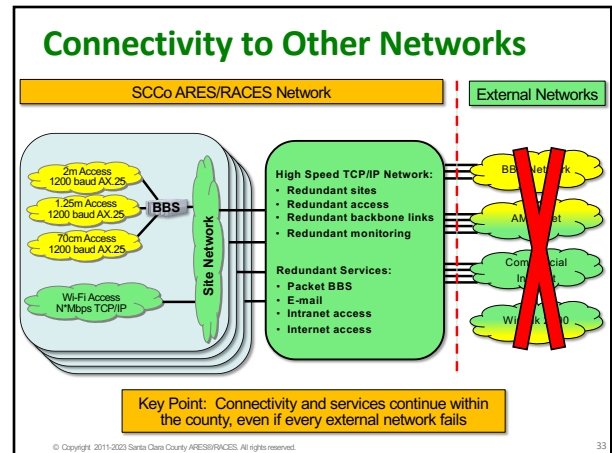 Connectivity to Other Networks
SCCo ARES/RACES Network
External Networks
2m Access
1200 baud AX.25
1.25m Access
1200 baud AX.25
70cm Access
1200 baud AX.25
BBS
Wi-Fi Access
N*Mbps TCP/IP
Site Network
High Speed TCP/IP Network:
• Redundant sites
• Redundant access
• Redundant backbone links
• Redundant monitoring
Redundant Services:
• Packet BBS
• E-mail
• Intranet access
• Internet access
Key Point: Connectivity and services continue within
the county, even if every external network fails
© Copyright 2011-2023 Santa Clara County ARES®/RACES. All rights reserved.
33